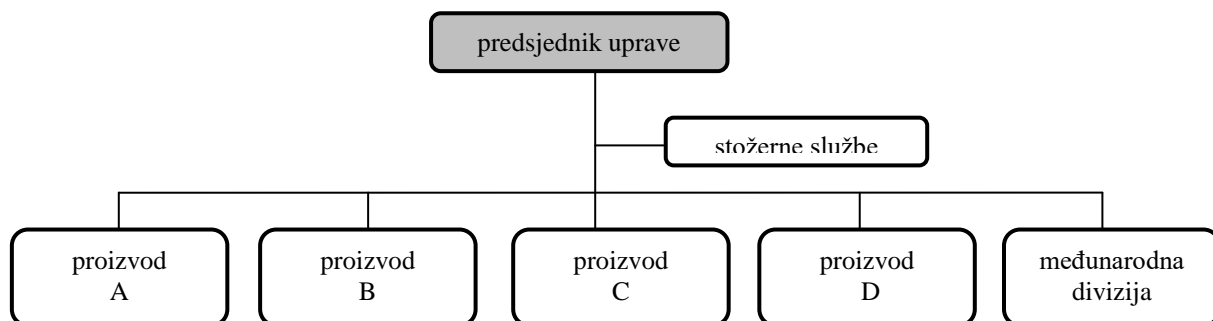 predsjednik uprave
stožerne službe
proizvod
A
proizvod
B
proizvod
C
proizvod
D
međunarodna
divizija